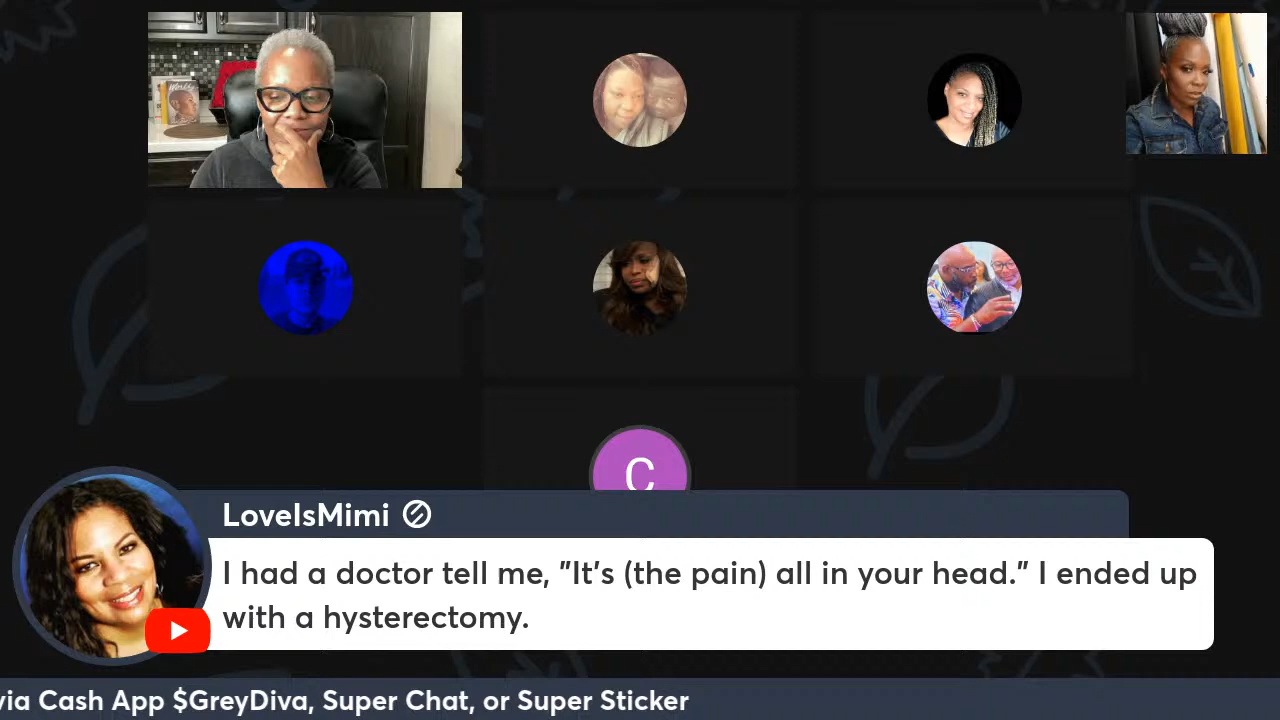 C
LoveIsMimi
I had a doctor tell me, "It's (the pain) all in your head." I ended up
with a hysterectomy.
via Cash App $GreyDiva, Super Chat, or Super Sticker